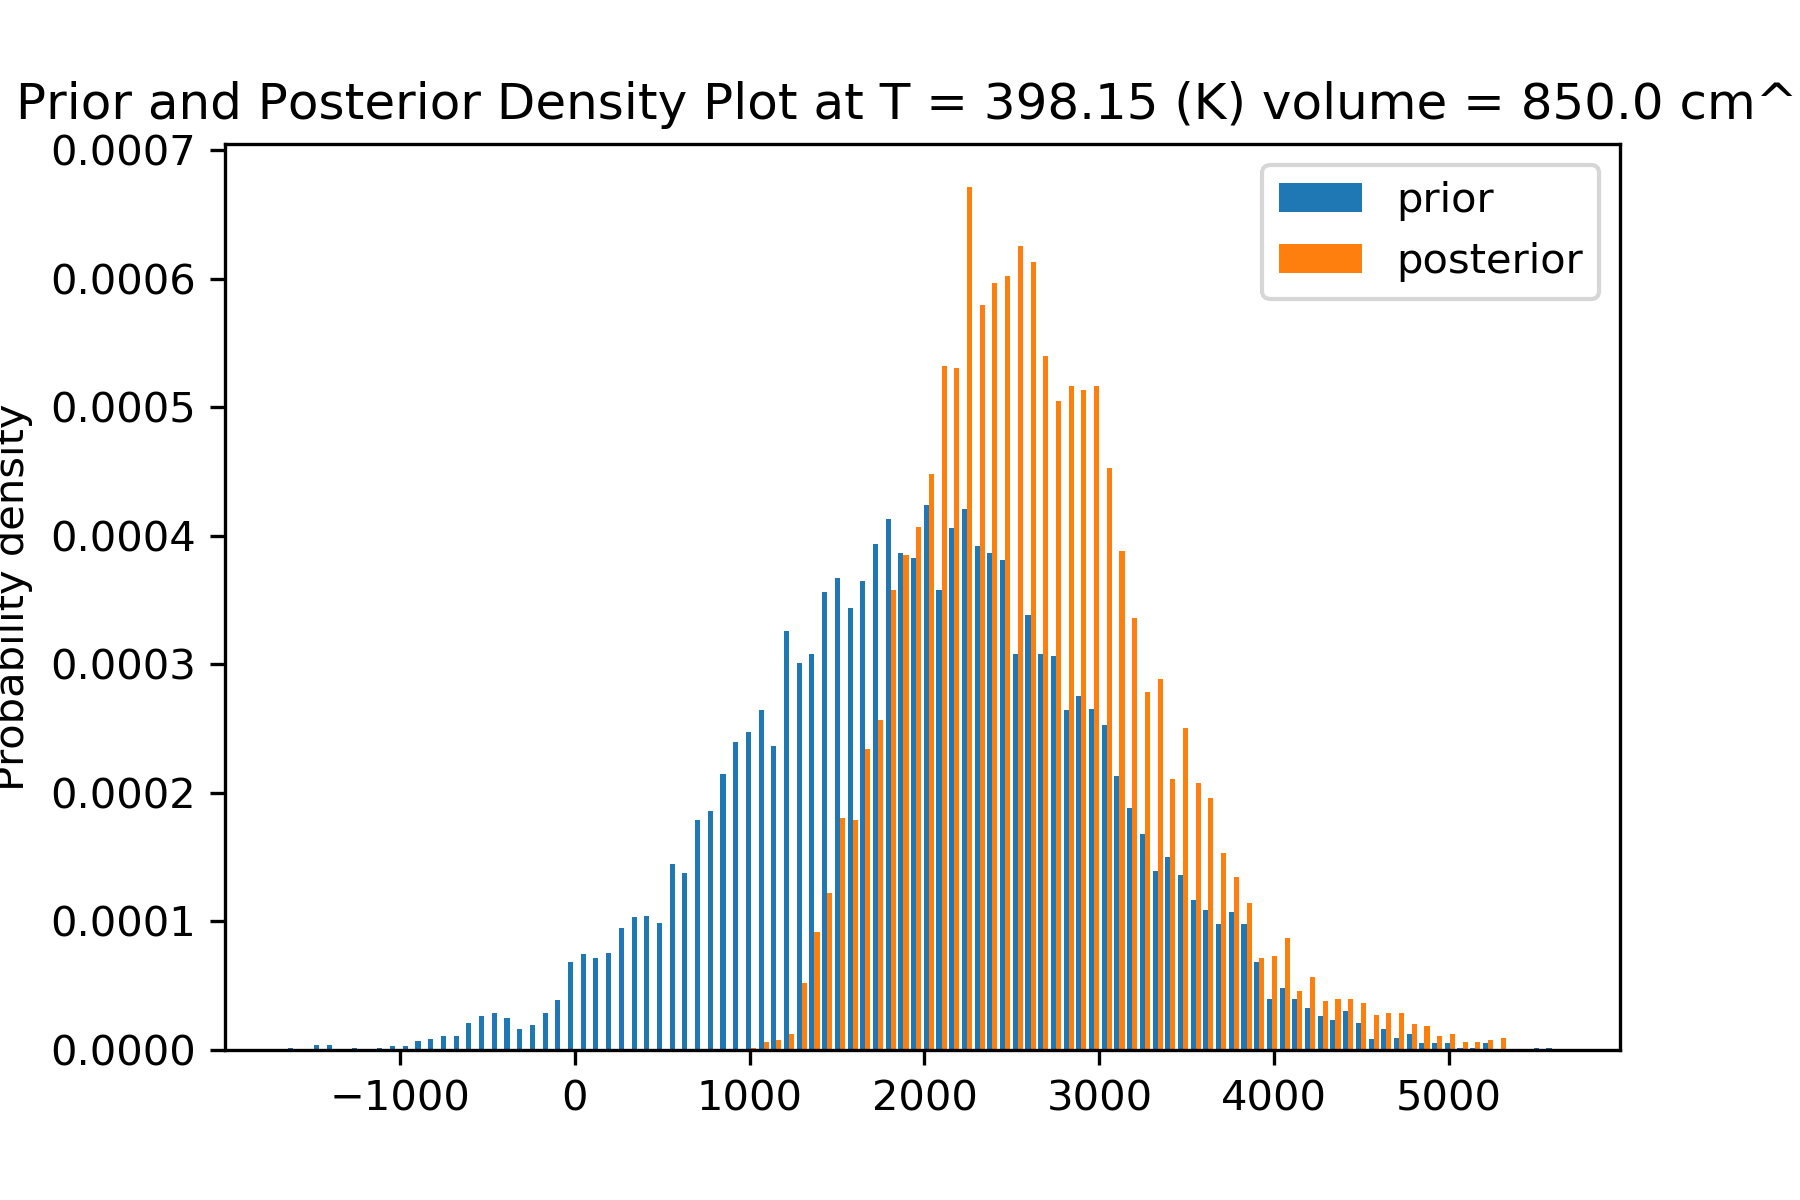 Prior and Posterior Density Plot at T = 398.15 (K) volume = 850.0 cm^
0.0007
0.0006
0.0005
0.0004
0.0003
0.0002
0.0001
0.0000
Probability density
prior
posterior
−1000 0 1000 2000 3000 4000 5000